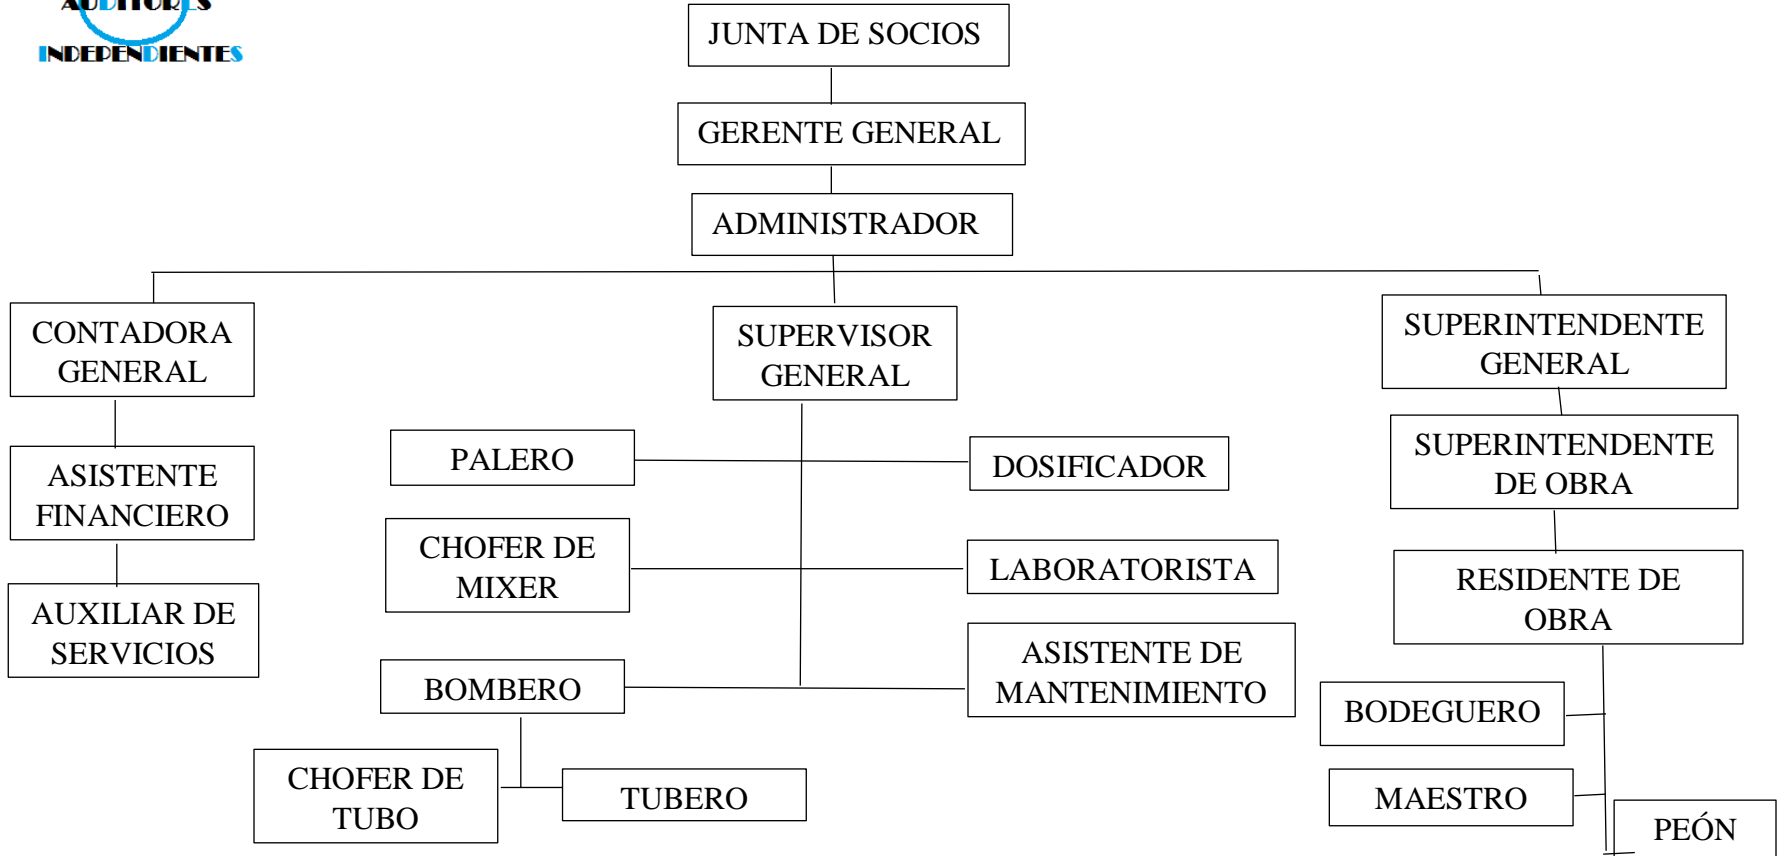 AUDITORES
INDEPENDIENTES
JUNTA DE SOCIOS
GERENTE GENERAL
ADMINISTRADOR
CONTADORA
GENERAL
SUPERVISOR
GENERAL
SUPERINTENDENTE
GENERAL
ASISTENTE
FINANCIERO
PALERO
DOSIFICADOR
SUPERINTENDENTE
DE OBRA
CHOFER DE
MIXER
LABORATORISTA
RESIDENTE DE
OBRA
AUXILIAR DE
SERVICIOS
BOMBERO
ASISTENTE DE
MANTENIMIENTO
BODEGUERO
CHOFER DE
TUBO
TUBERO
MAESTRO
PEÓN